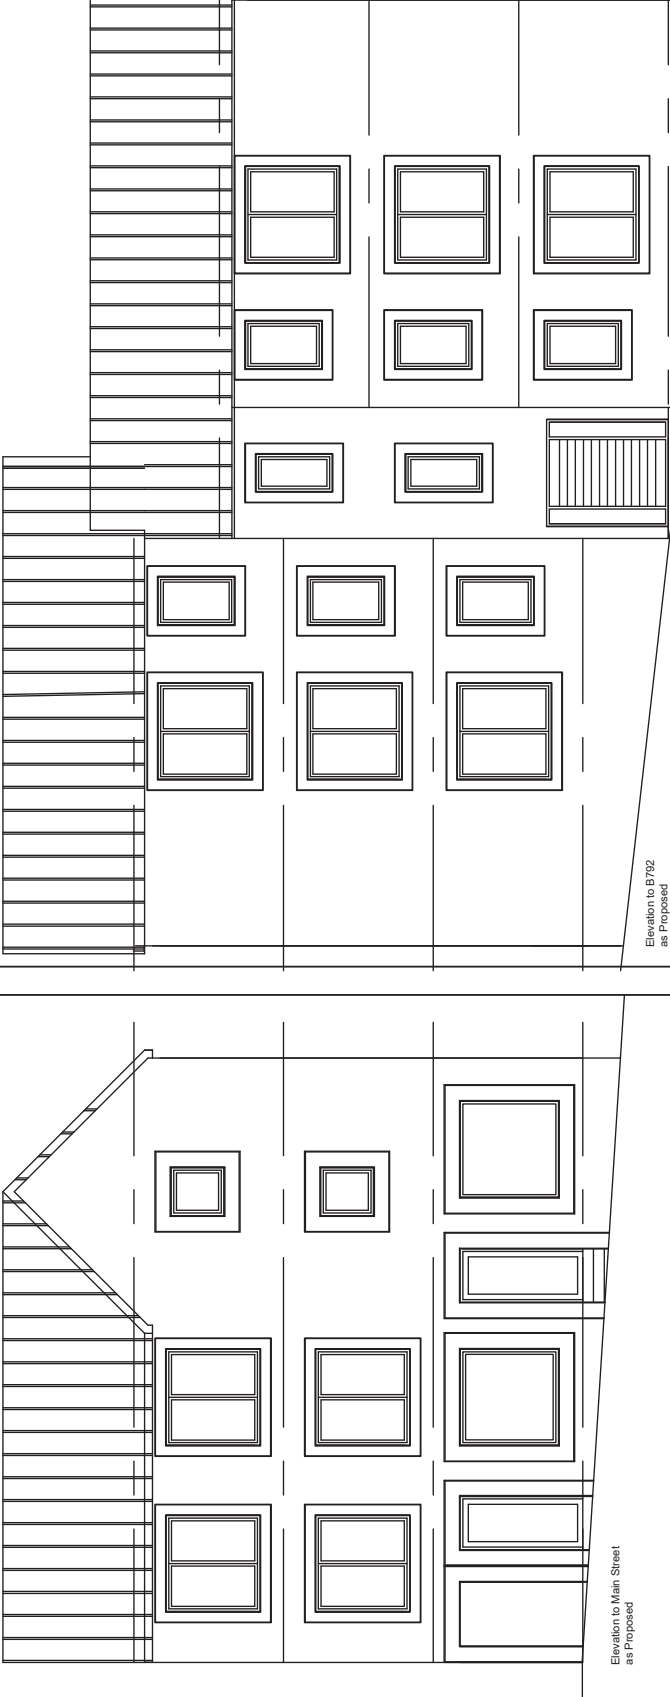 Elevation to B792
as Proposed
Elevation to Main Street
as Proposed